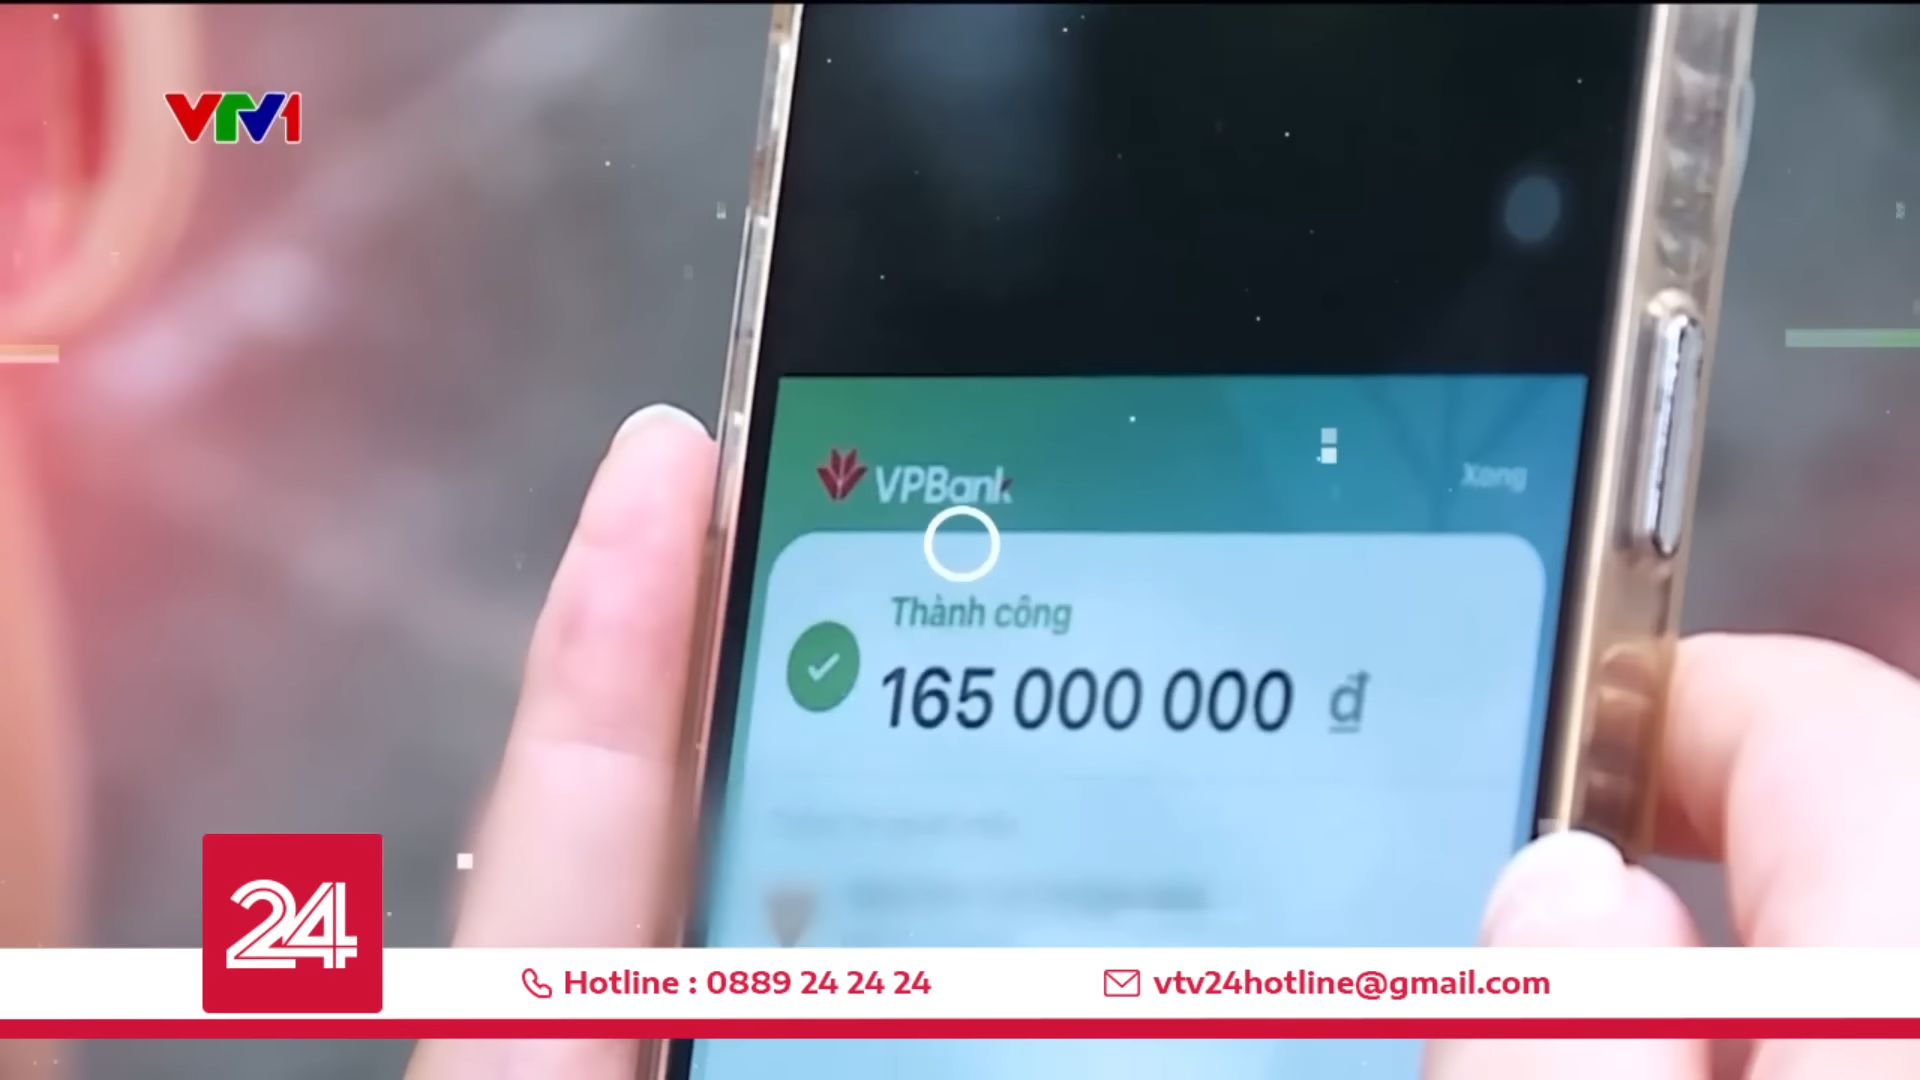 VTV1
VPBank
Xong
Thành công
165 000 000 đ
24
Hotline : 0889 24 24 24
vtv24hotline@gmail.com